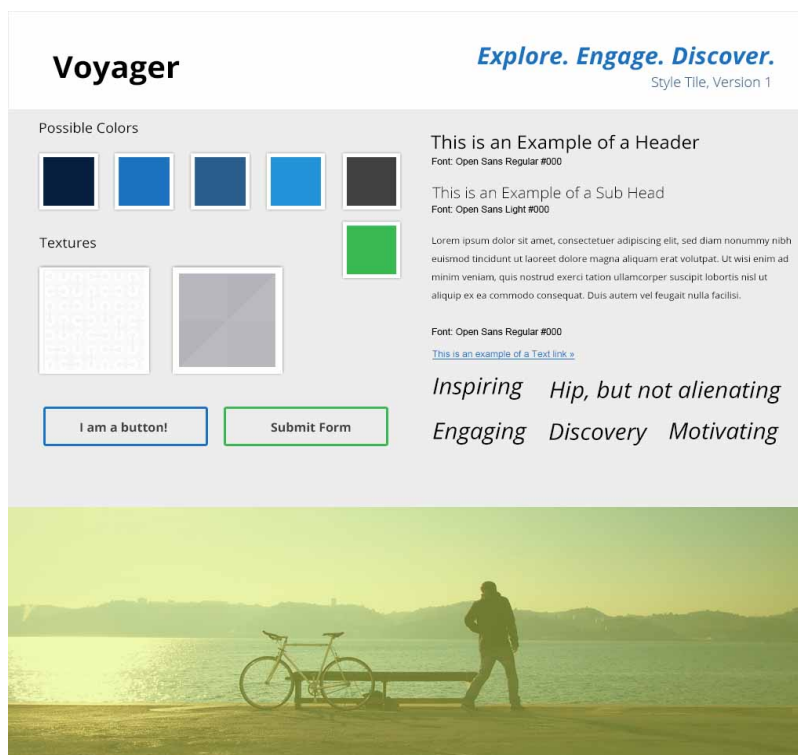 Voyager
Explore. Engage. Discover.
Style Tile, Version 1
Possible Colors
Textures
I am a button!
Submit Form
This is an Example of a Header
Font: Open Sans Regular #000
This is an Example of a Sub Head
Font: Open Sans Light #000
Lorem ipsum dolor sit amet, consectetuer adipiscing elit, sed diam nonummy nibh
euismod tincidunt ut laoreet dolore magna aliquam erat volutpat. Ut wisi enim ad
minim veniam, quis nostrud exerci tation ullamcorper suscipit lobortis nisl ut
aliquip ex ea commodo consequat. Duis autem vel feugait nulla facilisi.
Font: Open Sans Regular #000
This is an example of a Text link »
Inspiring
Hip, but not alienating
Engaging
Discovery
Motivating